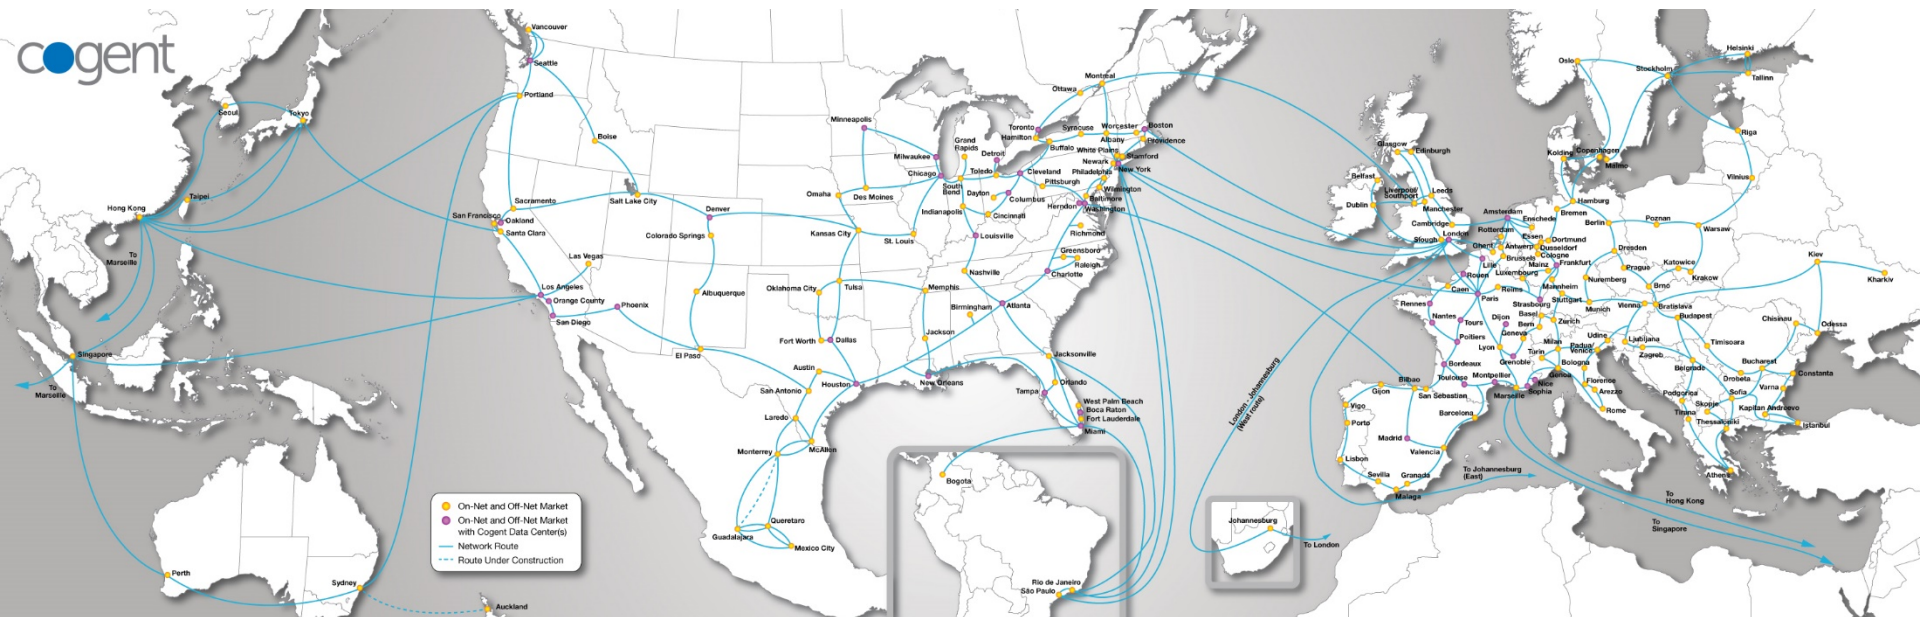 cogent
Vancouver
Seattle
Portland
Boise
Sacramento
San Francisco
Oakland
Santa Clara
Salt Lake City
Las Vegas
Los Angeles
Orange County
San Diego
Phoenix
Denver
Colorado Springs
Albuquerque
El Paso
Minneapolis
Milwaukee
Chicago
Omaha
Des Moines
Kansas City
St. Louis
Oklahoma City
Tulsa
Fort Worth
Dallas
Austin
San Antonio
Houston
Laredo
McAllen
Monterrey
Guadalajara
Queretaro
Mexico City
Grand
Rapids
Detroit
Toledo
South
Bend
Dayton
Columbus
Indianapolis
Cincinnati
Louisville
Nashville
Memphis
Birmingham
Jackson
New Orleans
Atlanta
Cleveland
Pittsburgh
Montreal
Ottawa
Toronto
Hamilton
Buffalo
Syracuse
Worcester
Boston
Albany
Providence
White Plains
Stamford
Newark
New York
Philadelphia
Wilmington
Baltimore
Herndon
Washington
Richmond
Greensboro
Raleigh
Charlotte
Jacksonville
Orlando
Tampa
West Palm Beach
Boca Raton
Fort Lauderdale
Miami
Bogota
Rio de Janeiro
São Paulo
Seoul
Tokyo
Taipei
Hong Kong
To
Marseille
Singapore
To
Marseille
Perth
Sydney
Auckland
On-Net and Off-Net Market
On-Net and Off-Net Market
with Cogent Data Center(s)
Network Route
Route Under Construction
London - Johannesburg
(West route)
Johannesburg
To London
To Johannesburg
(East)
To
Hong Kong
To
Singapore
Oslo
Stockholm
Helsinki
Tallinn
Riga
Vilnius
Kolding
Copenhagen
Malmo
Glasgow
Edinburgh
Belfast
Dublin
Liverpool/
Southport
Leeds
Manchester
Cambridge
Slough
London
Amsterdam
Rotterdam
Enschede
Essen
Dortmund
Dusseldorf
Cologne
Ghent
Antwerp
Brussels
Lille
Mainz
Frankfurt
Luxembourg
Mannheim
Hamburg
Bremen
Berlin
Poznan
Warsaw
Dresden
Prague
Katowice
Krakow
Nuremburg
Brno
Kiev
Kharkiv
Rouen
Caen
Reims
Paris
Strasbourg
Stuttgart
Munich
Vienna
Bratislava
Budapest
Chisinau
Odessa
Rennes
Nantes
Tours
Poitiers
Dijon
Basel
Bern
Zurich
Geneva
Lyon
Grenoble
Milan
Turin
Udine
Padua/
Venice
Ljubljana
Zagreb
Timisoara
Bologna
Genoa
Bordeaux
Toulouse
Montpellier
Marseille
Nice
Sophia
Florence
Arezzo
Rome
Belgrade
Bucharest
Drobeta
Constanta
Varna
Sofia
Podgorica
Skopje
Tirana
Kapitan Andreevo
Thessaloniki
Istanbul
Athens
Bilbao
Gijon
San Sebastian
Vigo
Porto
Barcelona
Madrid
Valencia
Lisbon
Sevilla
Granada
Malaga